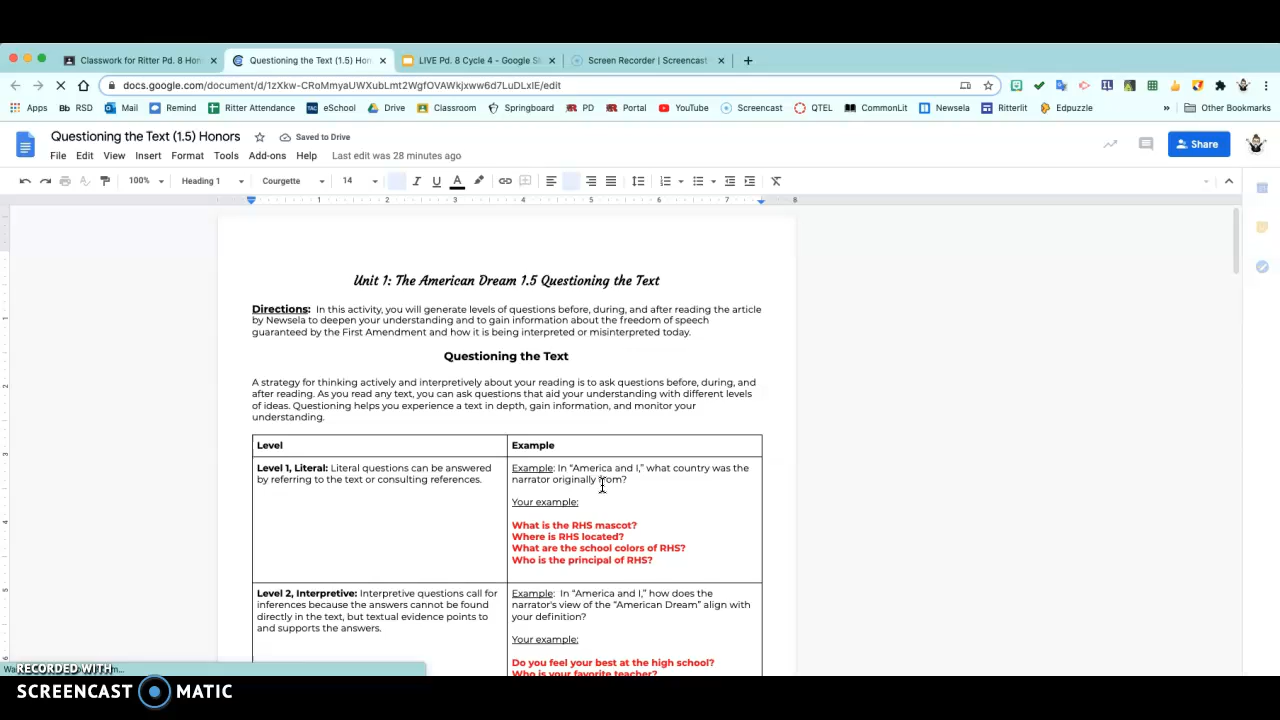 Classwork for Ritter Pd. 8 Hon
Questioning the Text (1.5) Hon
LIVE Pd. 8 Cycle 4 - Google S
Screen Recorder | Screencast
docs.google.com/document/d/1zXkw-CRoMmyaUWXubLmt2WgfOVAWkjxww6d7LuDLxIE/edit
Apps
RSD
Mail
Remind
Ritter Attendance
eSchool
Drive
Classroom
Springboard
PD
Portal
YouTube
Screencast
QTEL
CommonLit
Newsela
Ritterlit
Edpuzzle
Other Bookmarks
Questioning the Text (1.5) Honors
Saved to Drive
File Edit View Insert Format Tools Add-ons Help Last edit was 28 minutes ago
Share
100% Heading 1 Courgette 14
1 2 3 4 5 6 7 8
Unit 1: The American Dream 1.5 Questioning the Text
Directions: In this activity, you will generate levels of questions before, during, and after reading the article
by Newsela to deepen your understanding and to gain information about the freedom of speech
guaranteed by the First Amendment and how it is being interpreted or misinterpreted today.
Questioning the Text
A strategy for thinking actively and interpretively about your reading is to ask questions before, during, and
after reading. As you read any text, you can ask questions that aid your understanding with different levels
of ideas. Questioning helps you experience a text in depth, gain information, and monitor your
understanding.
Level
Example
Level 1, Literal: Literal questions can be answered
by referring to the text or consulting references.
Example: In “America and I,” what country was the
narrator originally from?
Your example:
What is the RHS mascot?
Where is RHS located?
What are the school colors of RHS?
Who is the principal of RHS?
Level 2, Interpretive: Interpretive questions call for
inferences because the answers cannot be found
directly in the text, but textual evidence points to
and supports the answers.
Example: In “America and I,” how does the
narrator's view of the “American Dream” align with
your definition?
Your example:
Do you feel your best at the high school?
Who is your favorite teacher?
RECORDED WITH
SCREENCAST MATIC